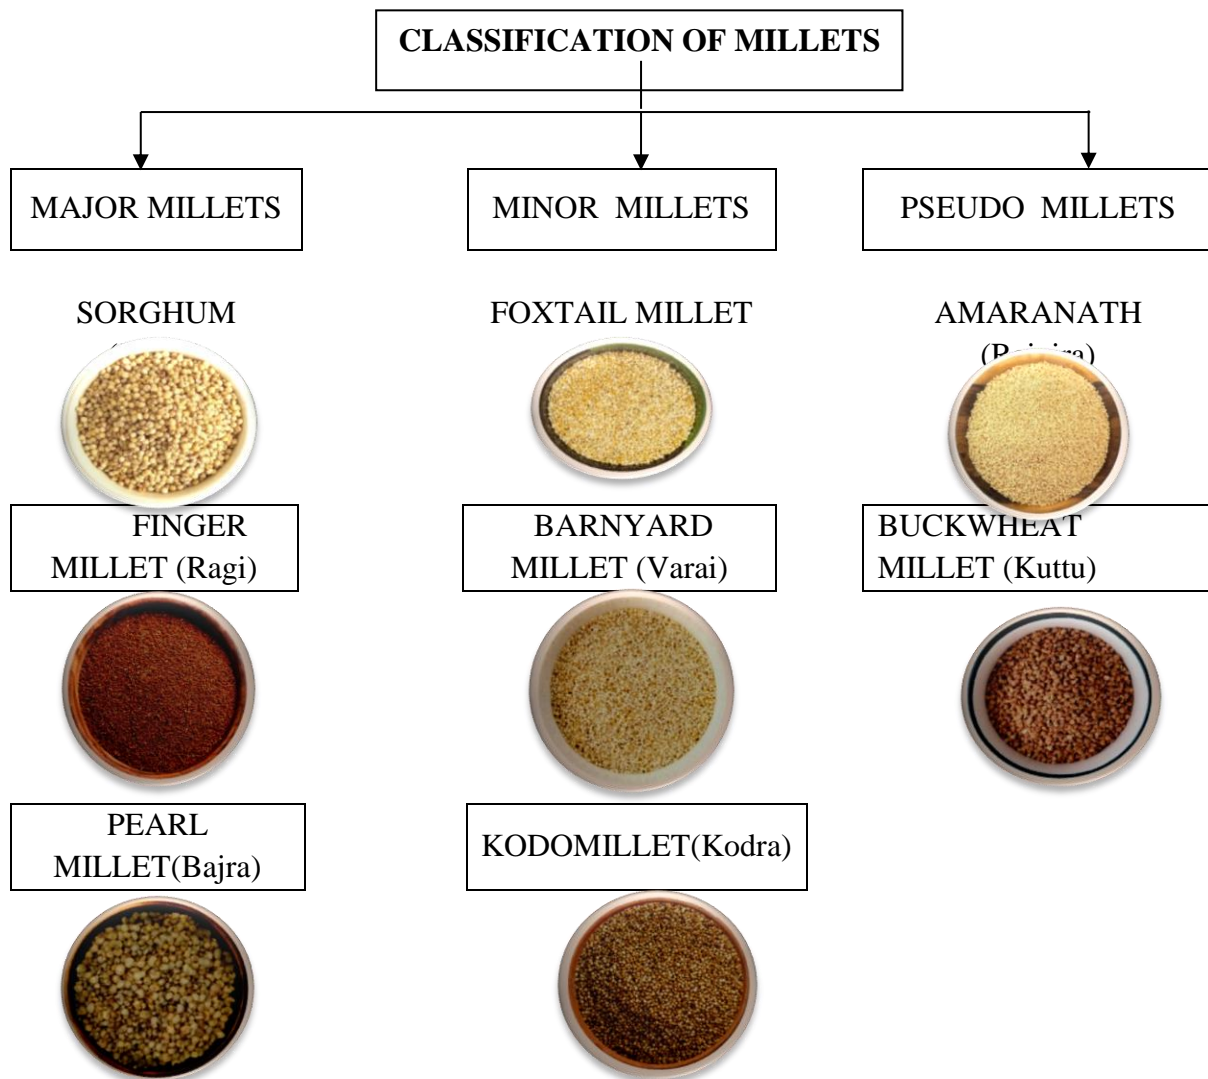 CLASSIFICATION OF MILLETS
MAJOR MILLETS
MINOR MILLETS
PSEUDO MILLETS
SORGHUM
FOXTAIL MILLET
AMARANATH
FINGER
MILLET (Ragi)
BARNYARD
MILLET (Varai)
BUCKWHEAT
MILLET (Kuttu)
PEARL
MILLET(Bajra)
KODOMILLET(Kodra)